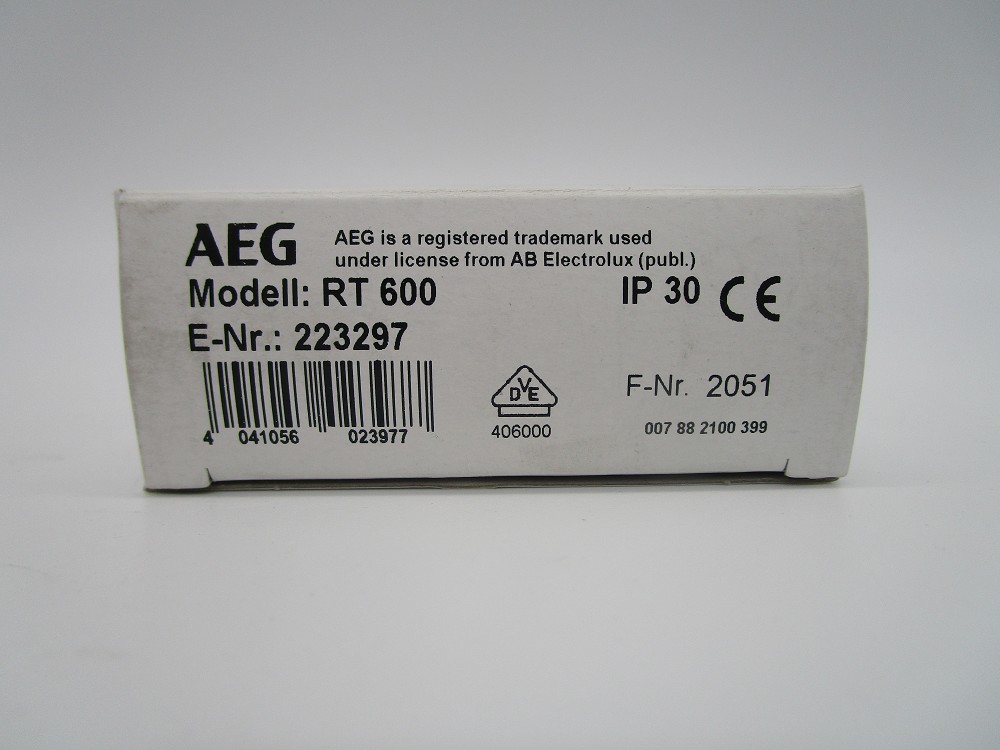 AEG
AEG is a registered trademark used
under license from AB Electrolux (publ.)
Modell: RT 600
IP 30 CE
E-Nr.: 223297
4 041056 023977
DVE
406000
F-Nr. 2051
007 88 2100 399